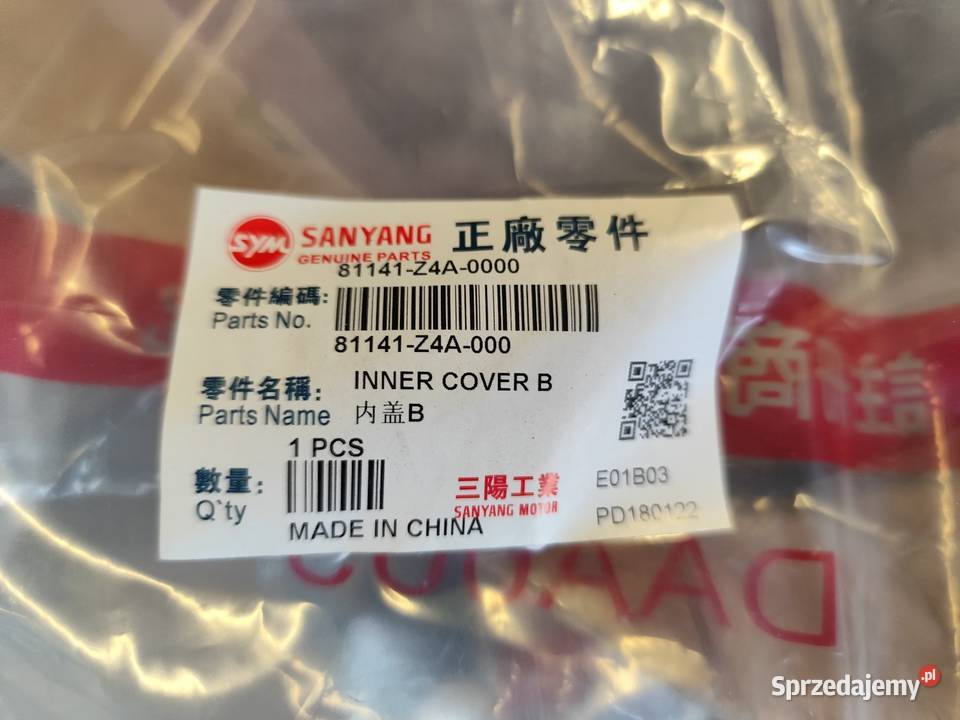 SYM SANYANG 正廠零件
GENUINE PARTS
81141-Z4A-0000
零件編碼:
Parts No.
81141-Z4A-000
零件名稱: INNER COVER B
Parts Name 内盖B
1 PCS
數量:
Q`ty
三陽工業 E01B03
SANYANG MOTOR PD180122
MADE IN CHINA
Sprzedajemy.pl